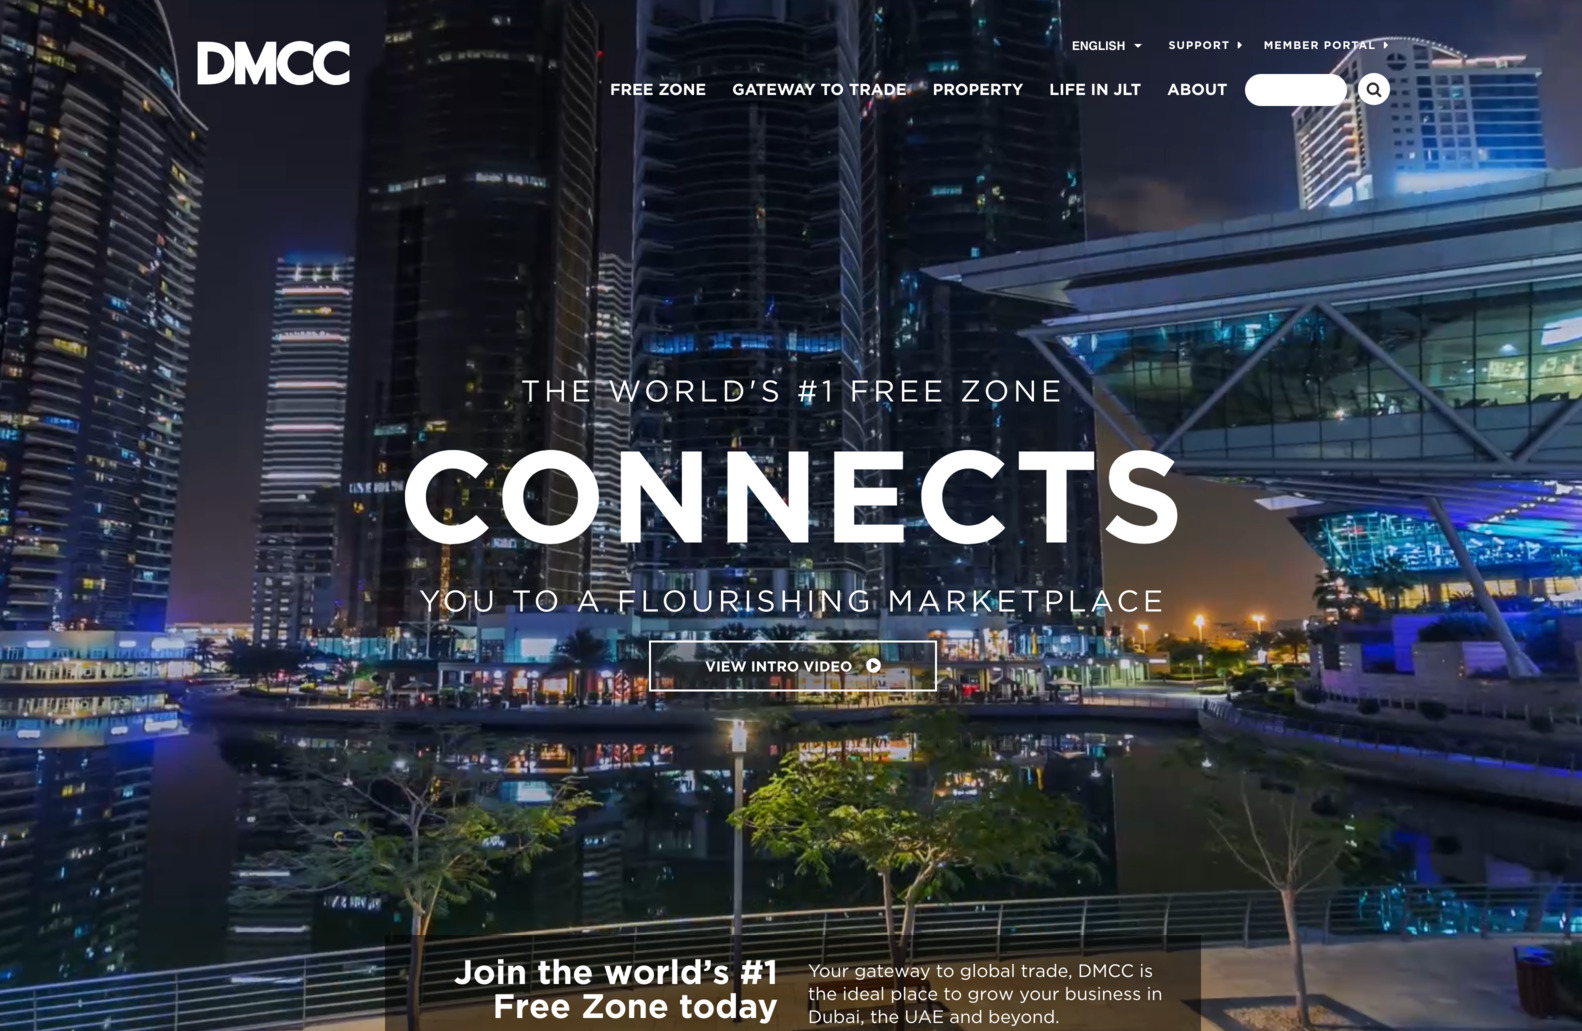 DMCC
ENGLISH
SUPPORT
MEMBER PORTAL
FREE ZONE
GATEWAY TO TRADE
PROPERTY
LIFE IN JLT
ABOUT
THE WORLD'S #1 FREE ZONE
CONNECTS
YOU TO A FLOURISHING MARKETPLACE
VIEW INTRO VIDEO
Join the world’s #1
Free Zone today
Your gateway to global trade, DMCC is
the ideal place to grow your business in
Dubai, the UAE and beyond.